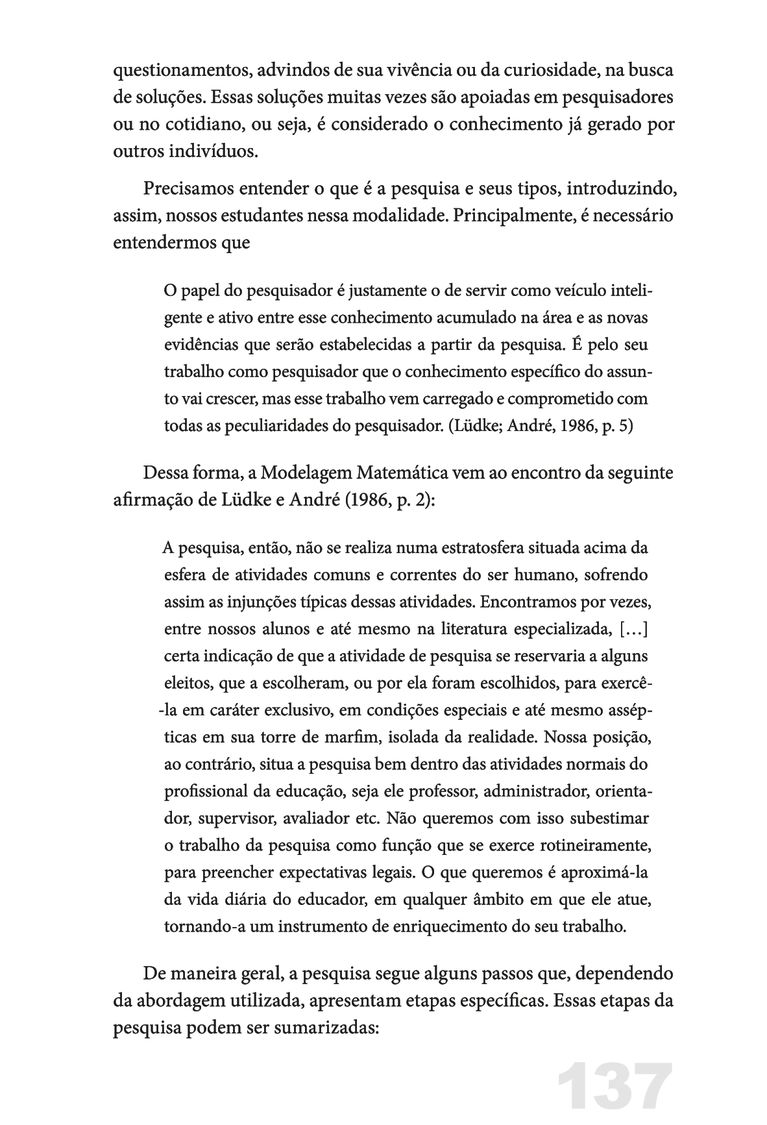 questionamentos, advindos de sua vivência ou da curiosidade, na busca
de soluções. Essas soluções muitas vezes são apoiadas em pesquisadores
ou no cotidiano, ou seja, é considerado o conhecimento já gerado por
outros indivíduos.
Precisamos entender o que é a pesquisa e seus tipos, introduzindo,
assim, nossos estudantes nessa modalidade. Principalmente, é necessário
entendermos que
O papel do pesquisador é justamente o de servir como veículo inteli-
gente e ativo entre esse conhecimento acumulado na área e as novas
evidências que serão estabelecidas a partir da pesquisa. É pelo seu
trabalho como pesquisador que o conhecimento específico do assun-
to vai crescer, mas esse trabalho vem carregado e comprometido com
todas as peculiaridades do pesquisador. (Lüdke; André, 1986, p. 5)
Dessa forma, a Modelagem Matemática vem ao encontro da seguinte
afirmação de Lüdke e André (1986, p. 2):
A pesquisa, então, não se realiza numa estratosfera situada acima da
esfera de atividades comuns e correntes do ser humano, sofrendo
assim as injunções típicas dessas atividades. Encontramos por vezes,
entre nossos alunos e até mesmo na literatura especializada, […]
certa indicação de que a atividade de pesquisa se reservaria a alguns
eleitos, que a escolheram, ou por ela foram escolhidos, para exercê-
-la em caráter exclusivo, em condições especiais e até mesmo assép-
ticas em sua torre de marfim, isolada da realidade. Nossa posição,
ao contrário, situa a pesquisa bem dentro das atividades normais do
profissional da educação, seja ele professor, administrador, orienta-
dor, supervisor, avaliador etc. Não queremos com isso subestimar
o trabalho da pesquisa como função que se exerce rotineiramente,
para preencher expectativas legais. O que queremos é aproximá-la
da vida diária do educador, em qualquer âmbito em que ele atue,
tornando-a um instrumento de enriquecimento do seu trabalho.
De maneira geral, a pesquisa segue alguns passos que, dependendo
da abordagem utilizada, apresentam etapas específicas. Essas etapas da
pesquisa podem ser sumarizadas:
137